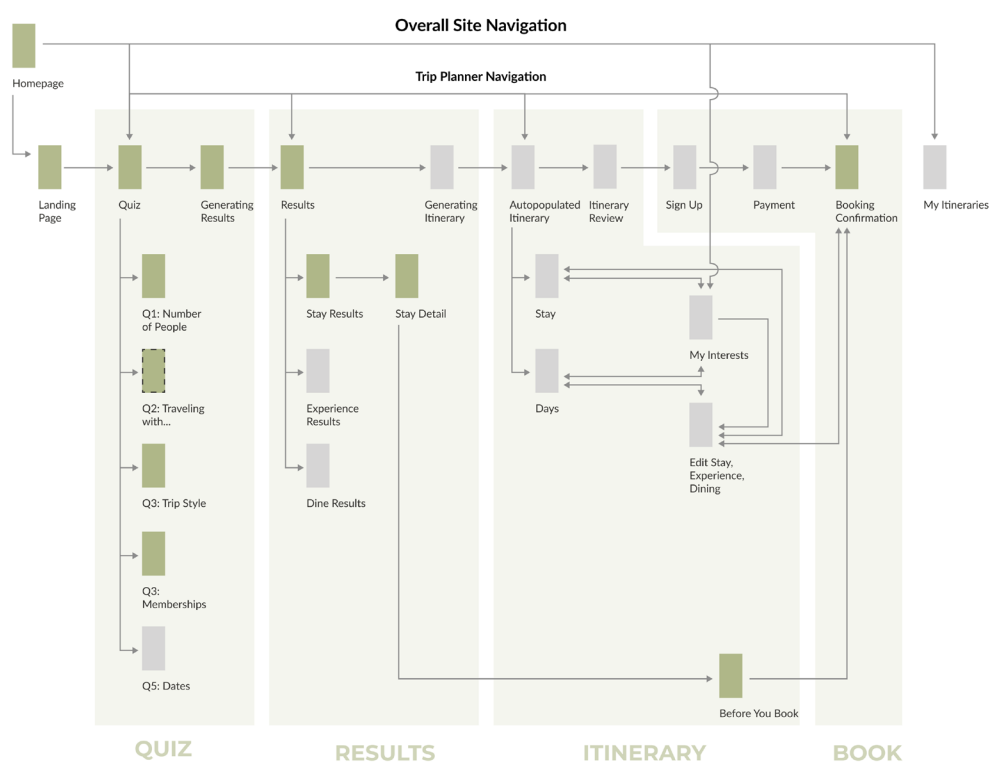 Overall Site Navigation
Homepage
Trip Planner Navigation
Landing
Page
Quiz
Generating
Results
Results
Generating
Itinerary
Autopopulated
Itinerary
Itinerary
Review
Sign Up
Payment
Booking
Confirmation
My Itineraries
Q1: Number
of People
Stay Results
Stay Detail
Stay
My Interests
Q2: Traveling
with...
Experience
Results
Days
Edit Stay,
Experience,
Dining
Q3: Trip Style
Dine Results
Q3:
Memberships
Q5: Dates
Before You Book
QUIZ
RESULTS
ITINERARY
BOOK